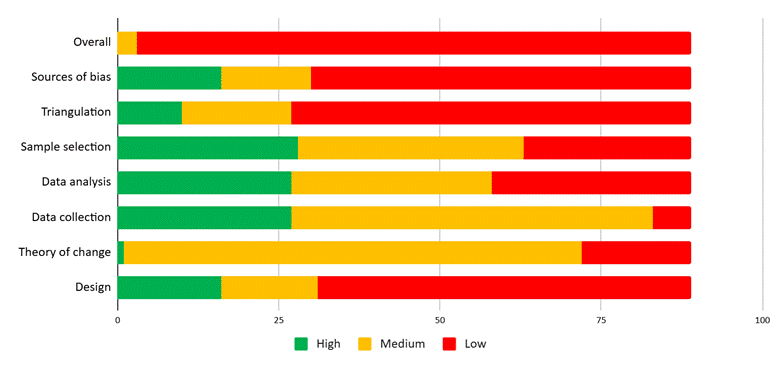 Overall
Sources of bias
Triangulation
Sample selection
Data analysis
Data collection
Theory of change
Design
0 25 50 75 100
High Medium Low